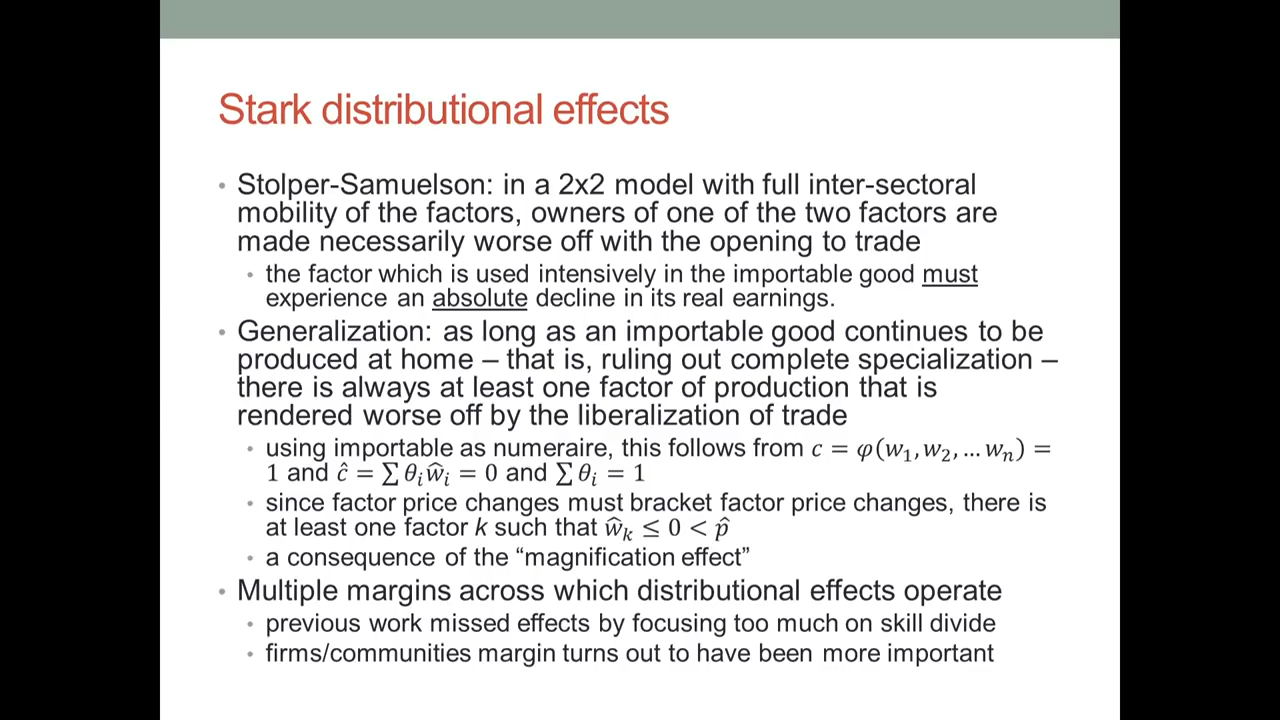 Stark distributional effects
• Stolper-Samuelson: in a 2x2 model with full inter-sectoral
mobility of the factors, owners of one of the two factors are
made necessarily worse off with the opening to trade
• the factor which is used intensively in the importable good must
experience an absolute decline in its real earnings.
• Generalization: as long as an importable good continues to be
produced at home – that is, ruling out complete specialization –
there is always at least one factor of production that is
rendered worse off by the liberalization of trade
• using importable as numeraire, this follows from c = φ(w₁, w₂, … wₙ) =
1 and ĉ = ∑ θᵢŵᵢ = 0 and ∑ θᵢ = 1
• since factor price changes must bracket factor price changes, there is
at least one factor k such that ŵₖ ≤ 0 < p̂
• a consequence of the “magnification effect”
• Multiple margins across which distributional effects operate
• previous work missed effects by focusing too much on skill divide
• firms/communities margin turns out to have been more important